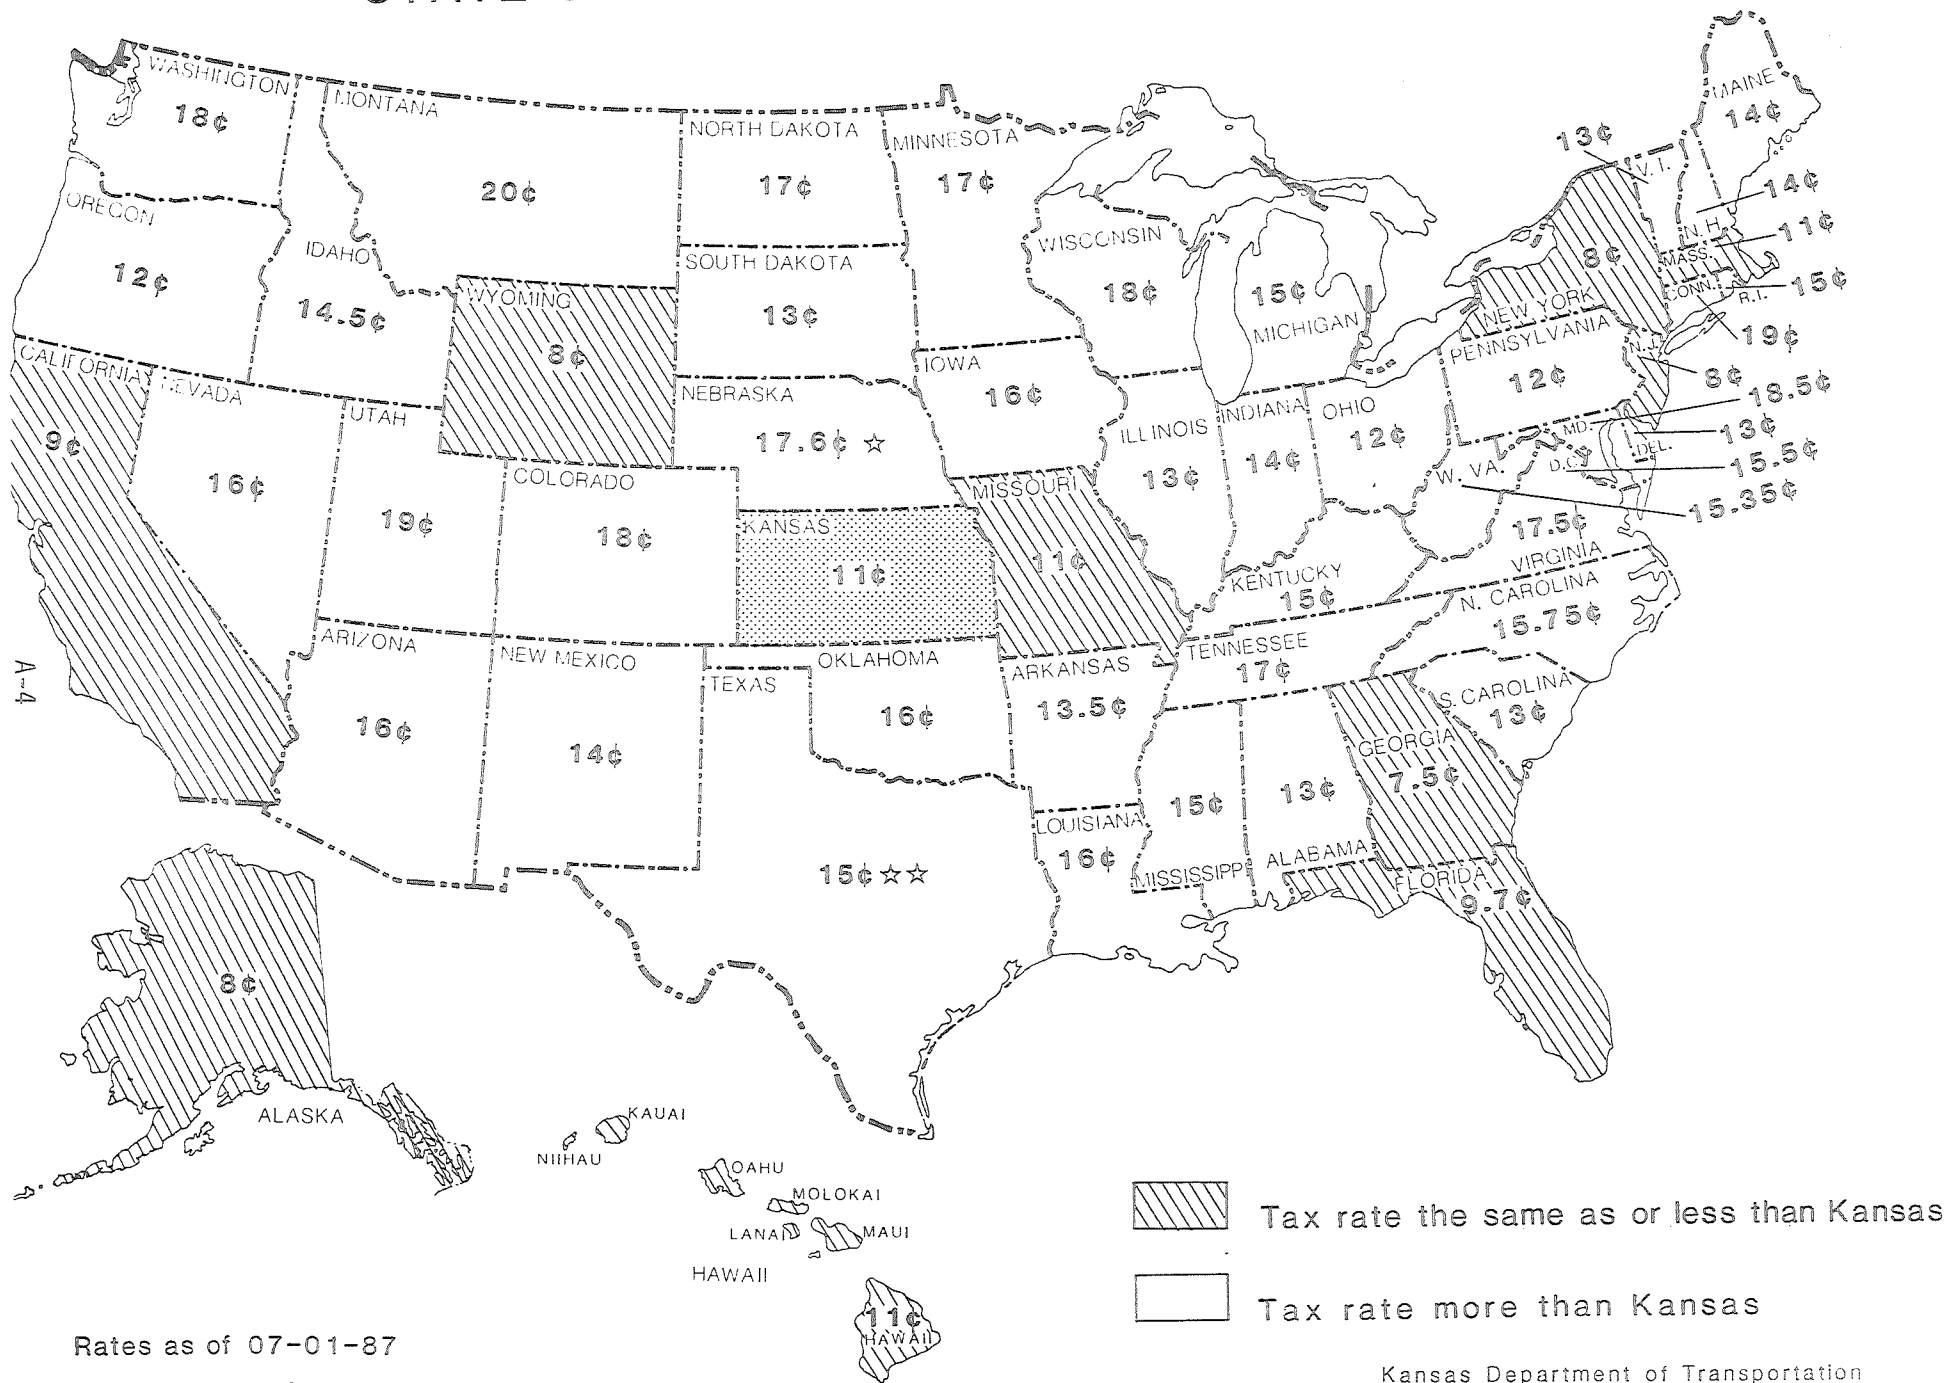 WASHINGTON
18¢
MONTANA
20¢
NORTH DAKOTA
17¢
MINNESOTA
17¢
MAINE
14¢
13¢
V. T.
14¢
N. H.
11¢
MASS.
15¢
R.I.
CONN.
19¢
OREGON
12¢
IDAHO
14.5¢
WYOMING
8¢
SOUTH DAKOTA
13¢
WISCONSIN
18¢
15¢
MICHIGAN
8¢
NEW YORK
PENNSYLVANIA
12¢
N.J.
8¢
18.5¢
MD.
13¢
DEL.
15.5¢
D.C.
15.35¢
W. VA.
CALIFORNIA
9¢
NEVADA
16¢
UTAH
19¢
COLORADO
18¢
NEBRASKA
17.6¢ ☆
IOWA
16¢
ILLINOIS
13¢
INDIANA
14¢
OHIO
12¢
KANSAS
11¢
MISSOURI
11¢
KENTUCKY
15¢
17.5¢
VIRGINIA
N. CAROLINA
15.75¢
TENNESSEE
17¢
S. CAROLINA
13¢
ARIZONA
16¢
NEW MEXICO
14¢
TEXAS
15¢ ☆☆
OKLAHOMA
16¢
ARKANSAS
13.5¢
LOUISIANA
16¢
15¢
MISSISSIPPI
13¢
ALABAMA
GEORGIA
7.5¢
FLORIDA
9.7¢
A-4
8¢
ALASKA
KAUAI
NIIHAU
OAHU
MOLOKAI
LANAI
MAUI
HAWAII
11¢
HAWAII
Tax rate the same as or less than Kansas
Tax rate more than Kansas
Rates as of 07-01-87
Kansas Department of Transportation